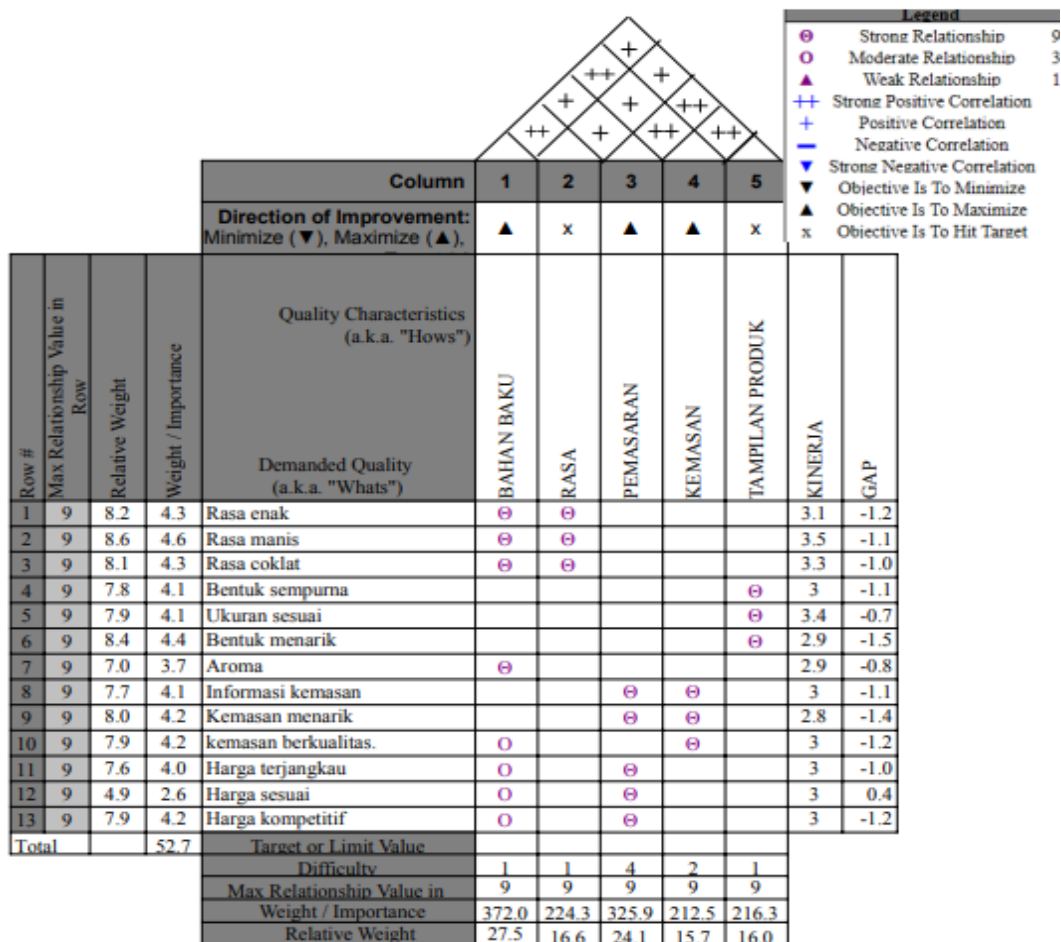 Legend
Θ Strong Relationship 9
O Moderate Relationship 3
▲ Weak Relationship 1
++ Strong Positive Correlation
+ Positive Correlation
− Negative Correlation
▼ Strong Negative Correlation
▼ Objective Is To Minimize
▲ Objective Is To Maximize
x Objective Is To Hit Target
+
++ +
+ + ++
++ + ++ ++
Column 1 2 3 4 5
Direction of Improvement: ▲ x ▲ ▲ x
Minimize (▼), Maximize (▲),
Row #
Max Relationship Value in Row
Relative Weight
Weight / Importance
Quality Characteristics
(a.k.a. "Hows")
Demanded Quality
(a.k.a. "Whats")
BAHAN BAKU
RASA
PEMASARAN
KEMASAN
TAMPILAN PRODUK
KINERJA
GAP
1 9 8.2 4.3 Rasa enak Θ Θ 3.1 -1.2
2 9 8.6 4.6 Rasa manis Θ Θ 3.5 -1.1
3 9 8.1 4.3 Rasa coklat Θ Θ 3.3 -1.0
4 9 7.8 4.1 Bentuk sempurna Θ 3 -1.1
5 9 7.9 4.1 Ukuran sesuai Θ 3.4 -0.7
6 9 8.4 4.4 Bentuk menarik Θ 2.9 -1.5
7 9 7.0 3.7 Aroma Θ 2.9 -0.8
8 9 7.7 4.1 Informasi kemasan Θ Θ 3 -1.1
9 9 8.0 4.2 Kemasan menarik Θ Θ 2.8 -1.4
10 9 7.9 4.2 kemasan berkualitas. O Θ 3 -1.2
11 9 7.6 4.0 Harga terjangkau O Θ 3 -1.0
12 9 4.9 2.6 Harga sesuai O Θ 3 0.4
13 9 7.9 4.2 Harga kompetitif O Θ 3 -1.2
Total 52.7 Target or Limit Value
Difficulty 1 1 4 2 1
Max Relationship Value in 9 9 9 9 9
Weight / Importance 372.0 224.3 325.9 212.5 216.3
Relative Weight 27.5 16.6 24.1 15.7 16.0